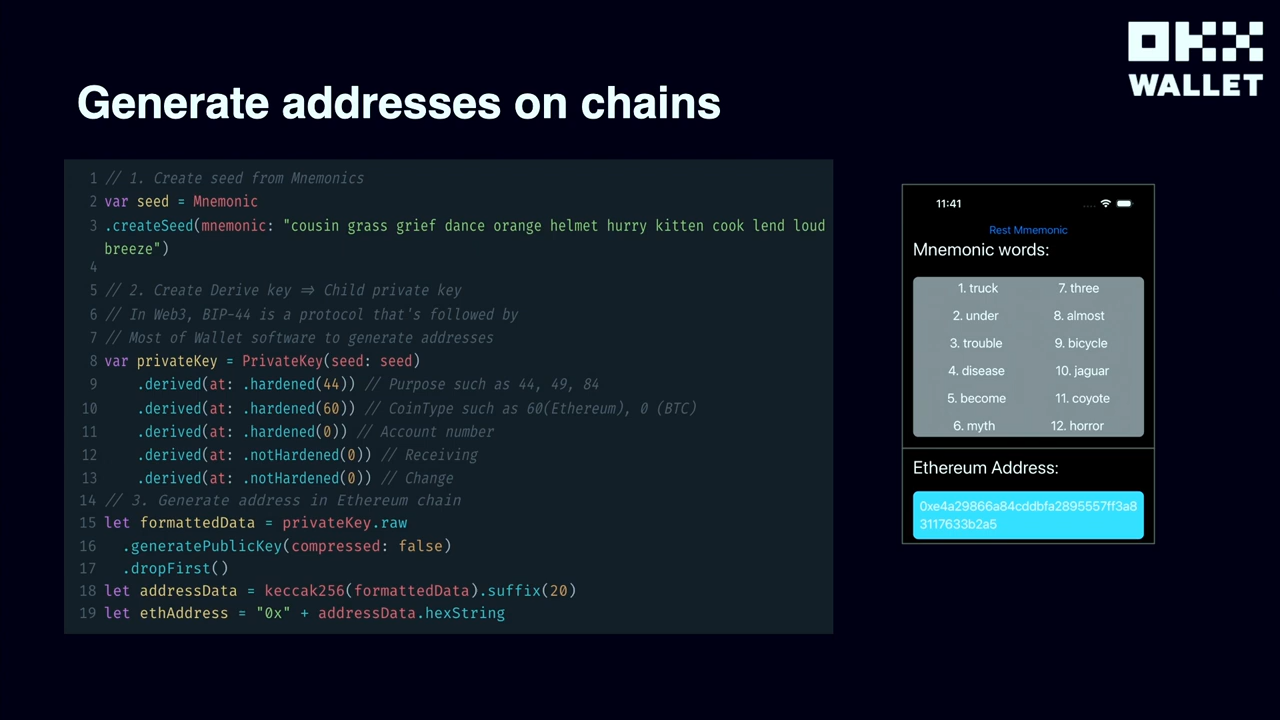 OKX
WALLET
Generate addresses on chains
1 // 1. Create seed from Mnemonics
2 var seed = Mnemonic
3 .createSeed(mnemonic: "cousin grass grief dance orange helmet hurry kitten cook lend loud
breeze")
4
5 // 2. Create Derive key => Child private key
6 // In Web3, BIP-44 is a protocol that's followed by
7 // Most of Wallet software to generate addresses
8 var privateKey = PrivateKey(seed: seed)
9 .derived(at: .hardened(44)) // Purpose such as 44, 49, 84
10 .derived(at: .hardened(60)) // CoinType such as 60(Ethereum), 0 (BTC)
11 .derived(at: .hardened(0)) // Account number
12 .derived(at: .notHardened(0)) // Receiving
13 .derived(at: .notHardened(0)) // Change
14 // 3. Generate address in Ethereum chain
15 let formattedData = privateKey.raw
16 .generatePublicKey(compressed: false)
17 .dropFirst()
18 let addressData = keccak256(formattedData).suffix(20)
19 let ethAddress = "0x" + addressData.hexString
11:41
Rest Mmemonic
Mnemonic words:
1. truck 7. three
2. under 8. almost
3. trouble 9. bicycle
4. disease 10. jaguar
5. become 11. coyote
6. myth 12. horror
Ethereum Address:
0xe4a29866a84cddbfa2895557ff3a8
3117633b2a5